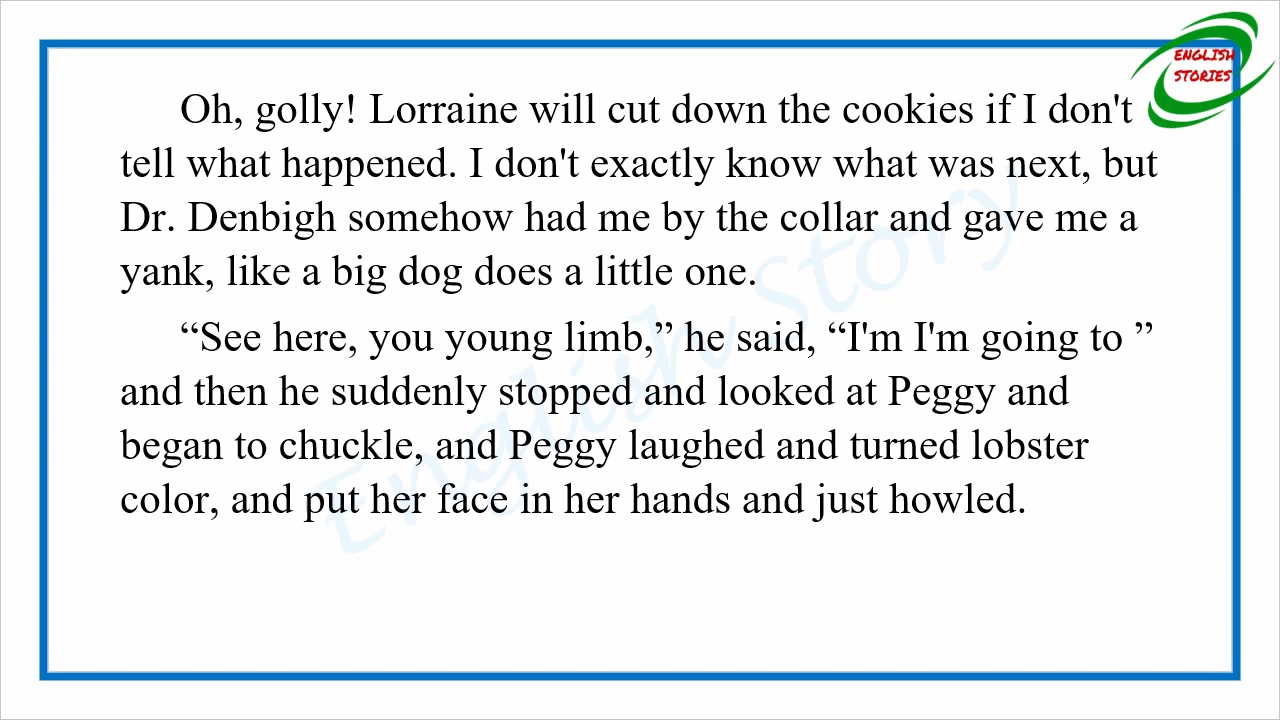 ENGLISH
STORIES
Oh, golly! Lorraine will cut down the cookies if I don't
tell what happened. I don't exactly know what was next, but
Dr. Denbigh somehow had me by the collar and gave me a
yank, like a big dog does a little one.
“See here, you young limb,” he said, “I'm I'm going to ”
and then he suddenly stopped and looked at Peggy and
began to chuckle, and Peggy laughed and turned lobster
color, and put her face in her hands and just howled.
English Story